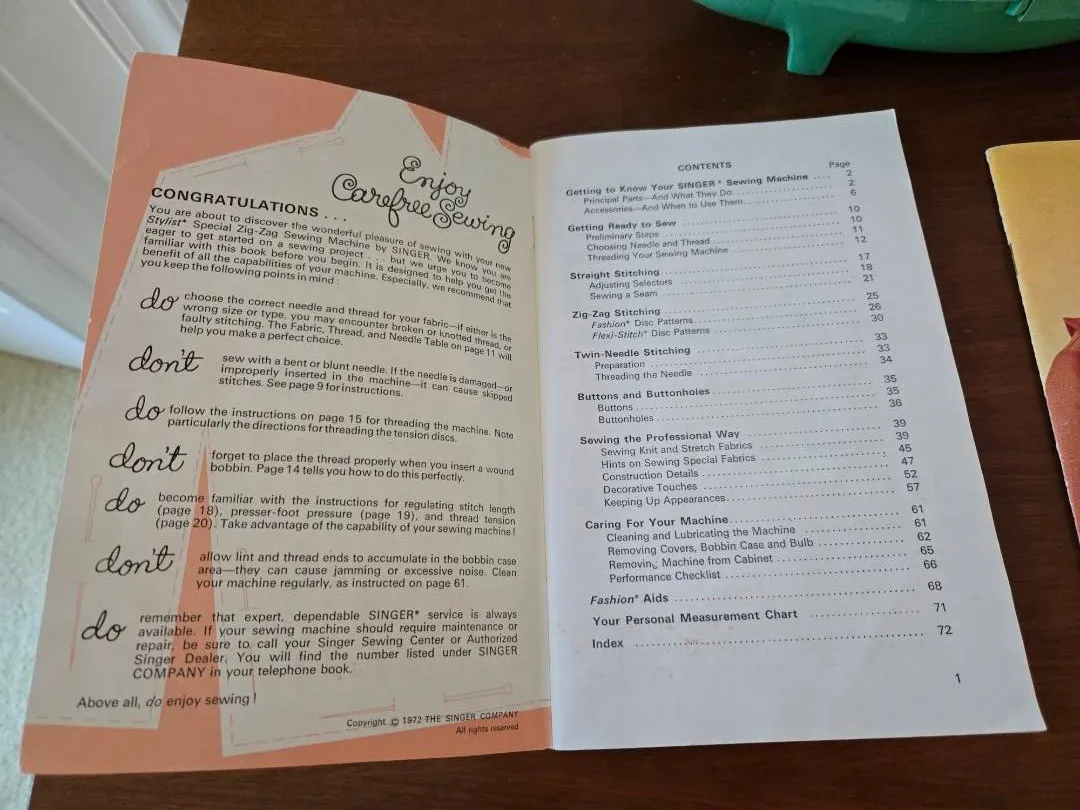 Enjoy
Carefree Sewing
CONGRATULATIONS . . .
You are about to discover the wonderful pleasure of sewing with your new
Stylist* Special Zig-Zag Sewing Machine by SINGER. We know you are
eager to get started on a sewing project . . . but we urge you to become
familiar with this book before you begin. It is designed to help you get the
benefit of all the capabilities of your machine. Especially, we recommend that
you keep the following points in mind :
do choose the correct needle and thread for your fabric—if either is the
wrong size or type, you may encounter broken or knotted thread, or
faulty stitching. The Fabric, Thread, and Needle Table on page 11 will
help you make a perfect choice.
don't sew with a bent or blunt needle. If the needle is damaged—or
improperly inserted in the machine—it can cause skipped
stitches. See page 9 for instructions.
do follow the instructions on page 15 for threading the machine. Note
particularly the directions for threading the tension discs.
don't forget to place the thread properly when you insert a wound
bobbin. Page 14 tells you how to do this perfectly.
do become familiar with the instructions for regulating stitch length
(page 18), presser-foot pressure (page 19), and thread tension
(page 20). Take advantage of the capability of your sewing machine!
don't allow lint and thread ends to accumulate in the bobbin case
area—they can cause jamming or excessive noise. Clean
your machine regularly, as instructed on page 61.
do remember that expert, dependable SINGER* service is always
available. If your sewing machine should require maintenance or
repair, be sure to call your Singer Sewing Center or Authorized
Singer Dealer. You will find the number listed under SINGER
COMPANY in your telephone book.
Above all, do enjoy sewing !
Copyright © 1972 THE SINGER COMPANY
All rights reserved
CONTENTS
Page
Getting to Know Your SINGER* Sewing Machine .... 2
Principal Parts—And What They Do 2
Accessories—And When to Use Them 6
Getting Ready to Sew 10
Preliminary Steps 10
Choosing Needle and Thread 11
Threading Your Sewing Machine 12
Straight Stitching 17
Adjusting Selectors 18
Sewing a Seam 21
Zig-Zag Stitching 25
Fashion* Disc Patterns 26
Flexi-Stitch* Disc Patterns 30
Twin-Needle Stitching 33
Preparation 33
Threading the Needle 34
Buttons and Buttonholes 35
Buttons 35
Buttonholes 36
Sewing the Professional Way 39
Sewing Knit and Stretch Fabrics 39
Hints on Sewing Special Fabrics 45
Construction Details 47
Decorative Touches 52
Keeping Up Appearances 57
Caring For Your Machine 61
Cleaning and Lubricating the Machine 61
Removing Covers, Bobbin Case and Bulb 62
Removing Machine from Cabinet 65
Performance Checklist 66
Fashion* Aids 68
Your Personal Measurement Chart 71
Index 72
1